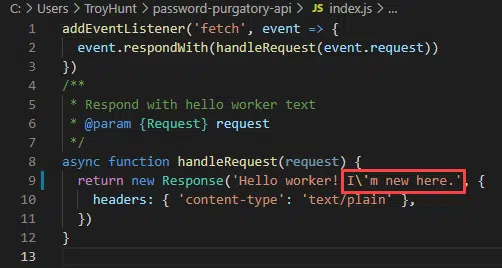 C: > Users > TroyHunt > password-purgatory-api > JS index.js > ...
1 addEventListener('fetch', event => {
2   event.respondWith(handleRequest(event.request))
3 })
4 /**
5  * Respond with hello worker text
6  * @param {Request} request
7  */
8 async function handleRequest(request) {
9   return new Response('Hello worker! I\'m new here.', {
10     headers: { 'content-type': 'text/plain' },
11   })
12 }
13